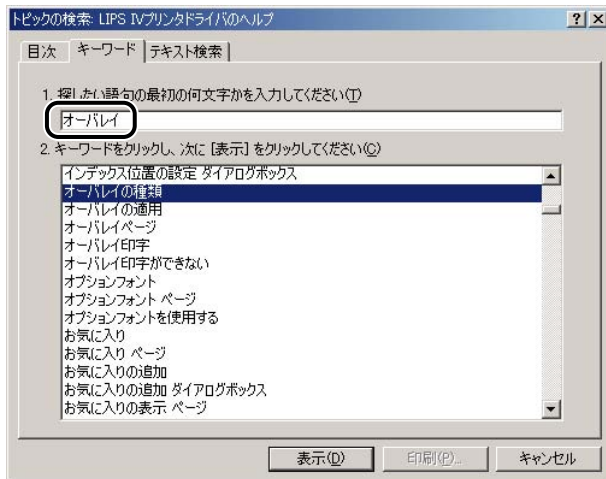 トピックの検索: LIPS IVプリンタドライバのヘルプ
目次 キーワード テキスト検索
1. 探したい語句の最初の何文字かを入力してください(T)
オーバレイ
2. キーワードをクリックし、次に [表示] をクリックしてください(C)
インデックス位置の設定 ダイアログボックス
オーバレイの種類
オーバレイの適用
オーバレイページ
オーバレイ印字
オーバレイ印字ができない
オプションフォント
オプションフォント ページ
オプションフォントを使用する
お気に入り
お気に入り ページ
お気に入りの追加
お気に入りの追加 ダイアログボックス
お気に入りの表示 ページ
表示(D) 印刷(P)... キャンセル